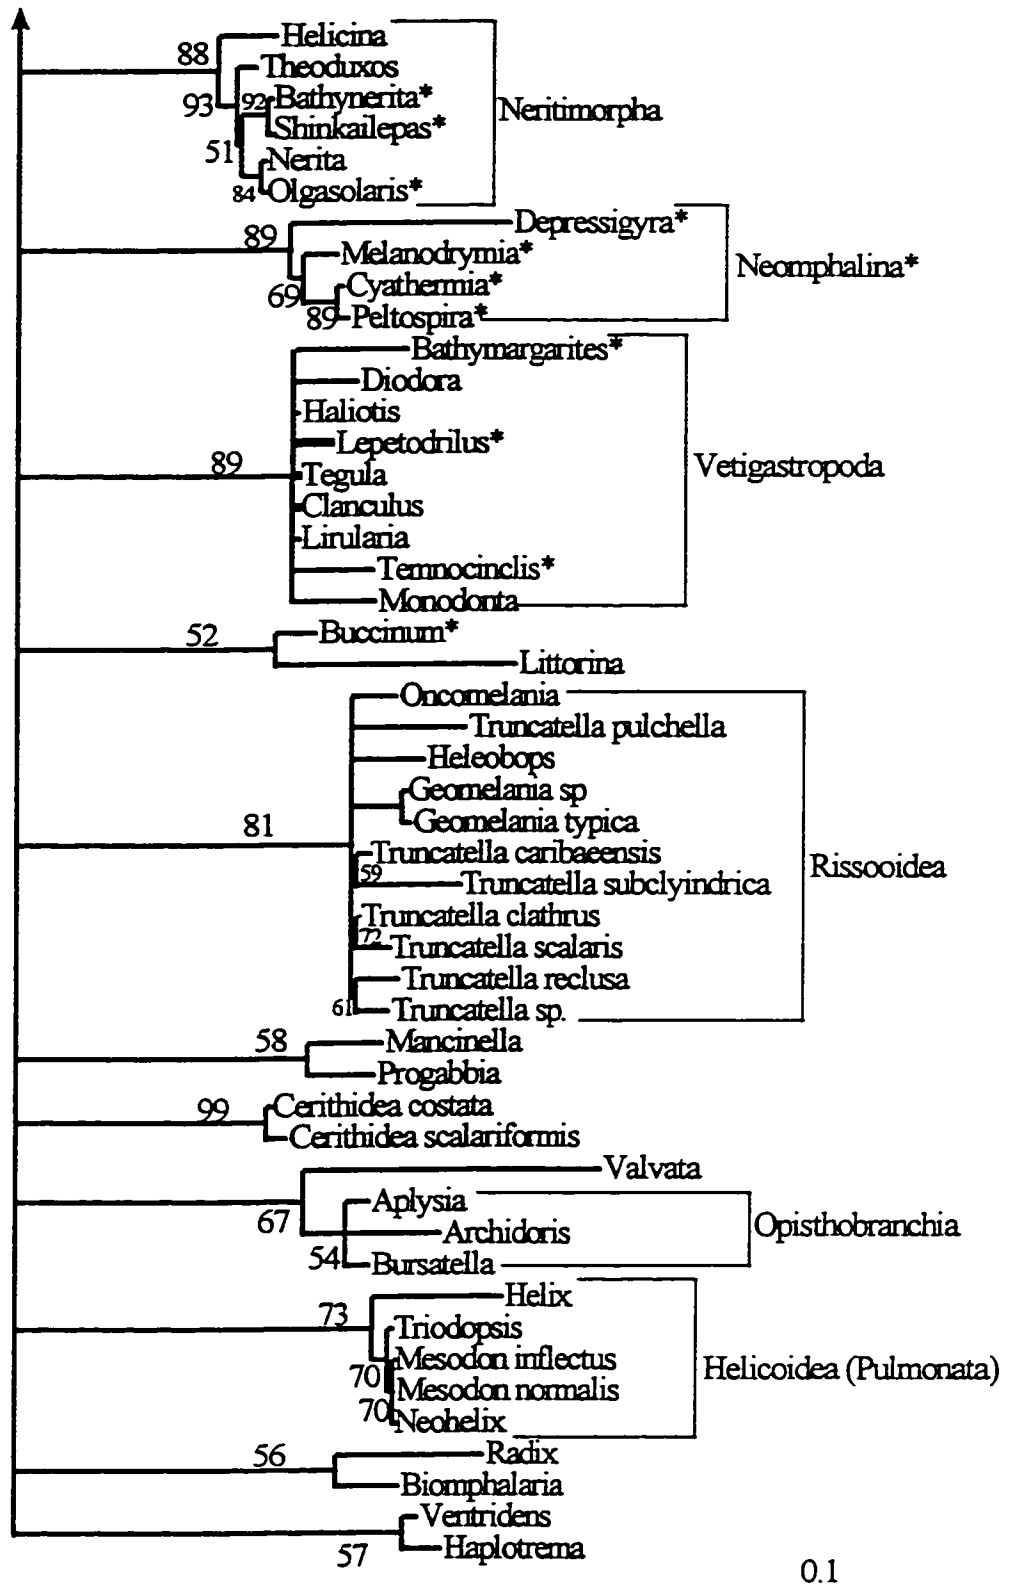 Helicina
88
Theoduxos
93
92
Bathynerita*
Neritimorpha
Shinkailepas*
51
Nerita
84
Olgasolaris*
Depressigyra*
89
Melanodrymia*
Neomphalina*
Cyathermia*
69
89
Peltospira*
Bathymargarites*
Diodora
Haliotis
Lepetodrilus*
89
Tegula
Vetigastropoda
Clanculus
Lirularia
Temnocinclis*
Monodonta
52
Buccinum*
Littorina
Oncomelania
Truncatella pulchella
Heleobops
Geomelania sp
Geomelania typica
81
Truncatella caribaeensis
59
Rissooidea
Truncatella subclyindrica
Truncatella clathrus
72
Truncatella scalaris
Truncatella reclusa
61
Truncatella sp.
58
Mancinella
Progabbia
99
Cerithidea costata
Cerithidea scalariformis
Valvata
Aplysia
67
Archidoris
Opisthobranchia
54
Bursatella
Helix
73
Triodopsis
Mesodon inflectus
70
Helicoidea (Pulmonata)
Mesodon normalis
70
Neohelix
56
Radix
Biomphalaria
Ventridens
57
Haplotrema
0.1